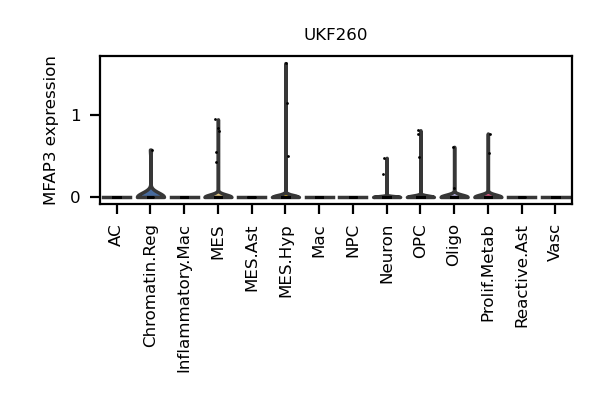 UKF260
MFAP3 expression
1
0
AC
Chromatin.Reg
Inflammatory.Mac
MES
MES.Ast
MES.Hyp
Mac
NPC
Neuron
OPC
Oligo
Prolif.Metab
Reactive.Ast
Vasc